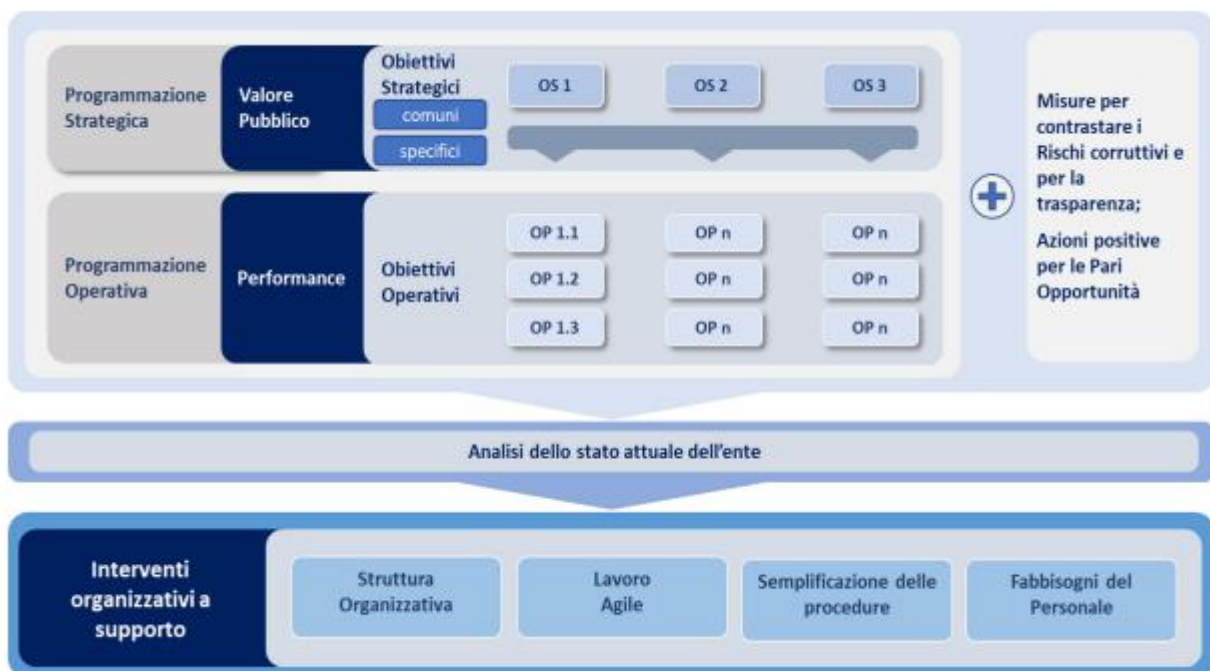 Programmazione
Strategica
Valore
Pubblico
Obiettivi
Strategici
comuni
specifici
OS 1
OS 2
OS 3
Programmazione
Operativa
Performance
Obiettivi
Operativi
OP 1.1
OP n
OP n
OP 1.2
OP n
OP n
OP 1.3
OP n
OP n
Misure per
contrastare i
Rischi corruttivi e
per la
trasparenza;
Azioni positive
per le Pari
Opportunità
Analisi dello stato attuale dell'ente
Interventi
organizzativi a
supporto
Struttura
Organizzativa
Lavoro
Agile
Semplificazione delle
procedure
Fabbisogni del
Personale